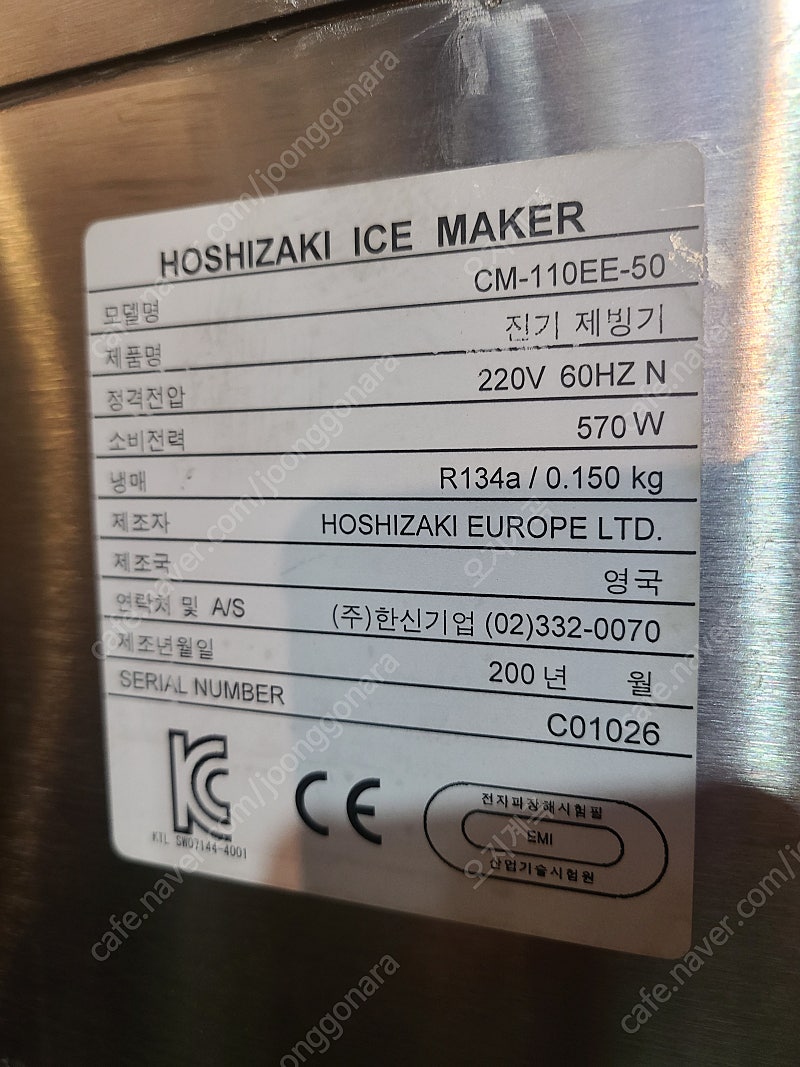 HOSHIZAKI ICE MAKER
모델명 CM-110EE-50
제품명 전기 제빙기
정격전압 220V 60HZ N
소비전력 570 W
냉매 R134a / 0.150 kg
제조자 HOSHIZAKI EUROPE LTD.
제조국 영국
연락처 및 A/S (주)한신기업 (02)332-0070
제조년월일 200 년 월
SERIAL NUMBER C01026
KC
KTL SW07144-4001
CE
전자파장해시험필
EMI
산업기술시험원
cafe.naver.com/joonggonara